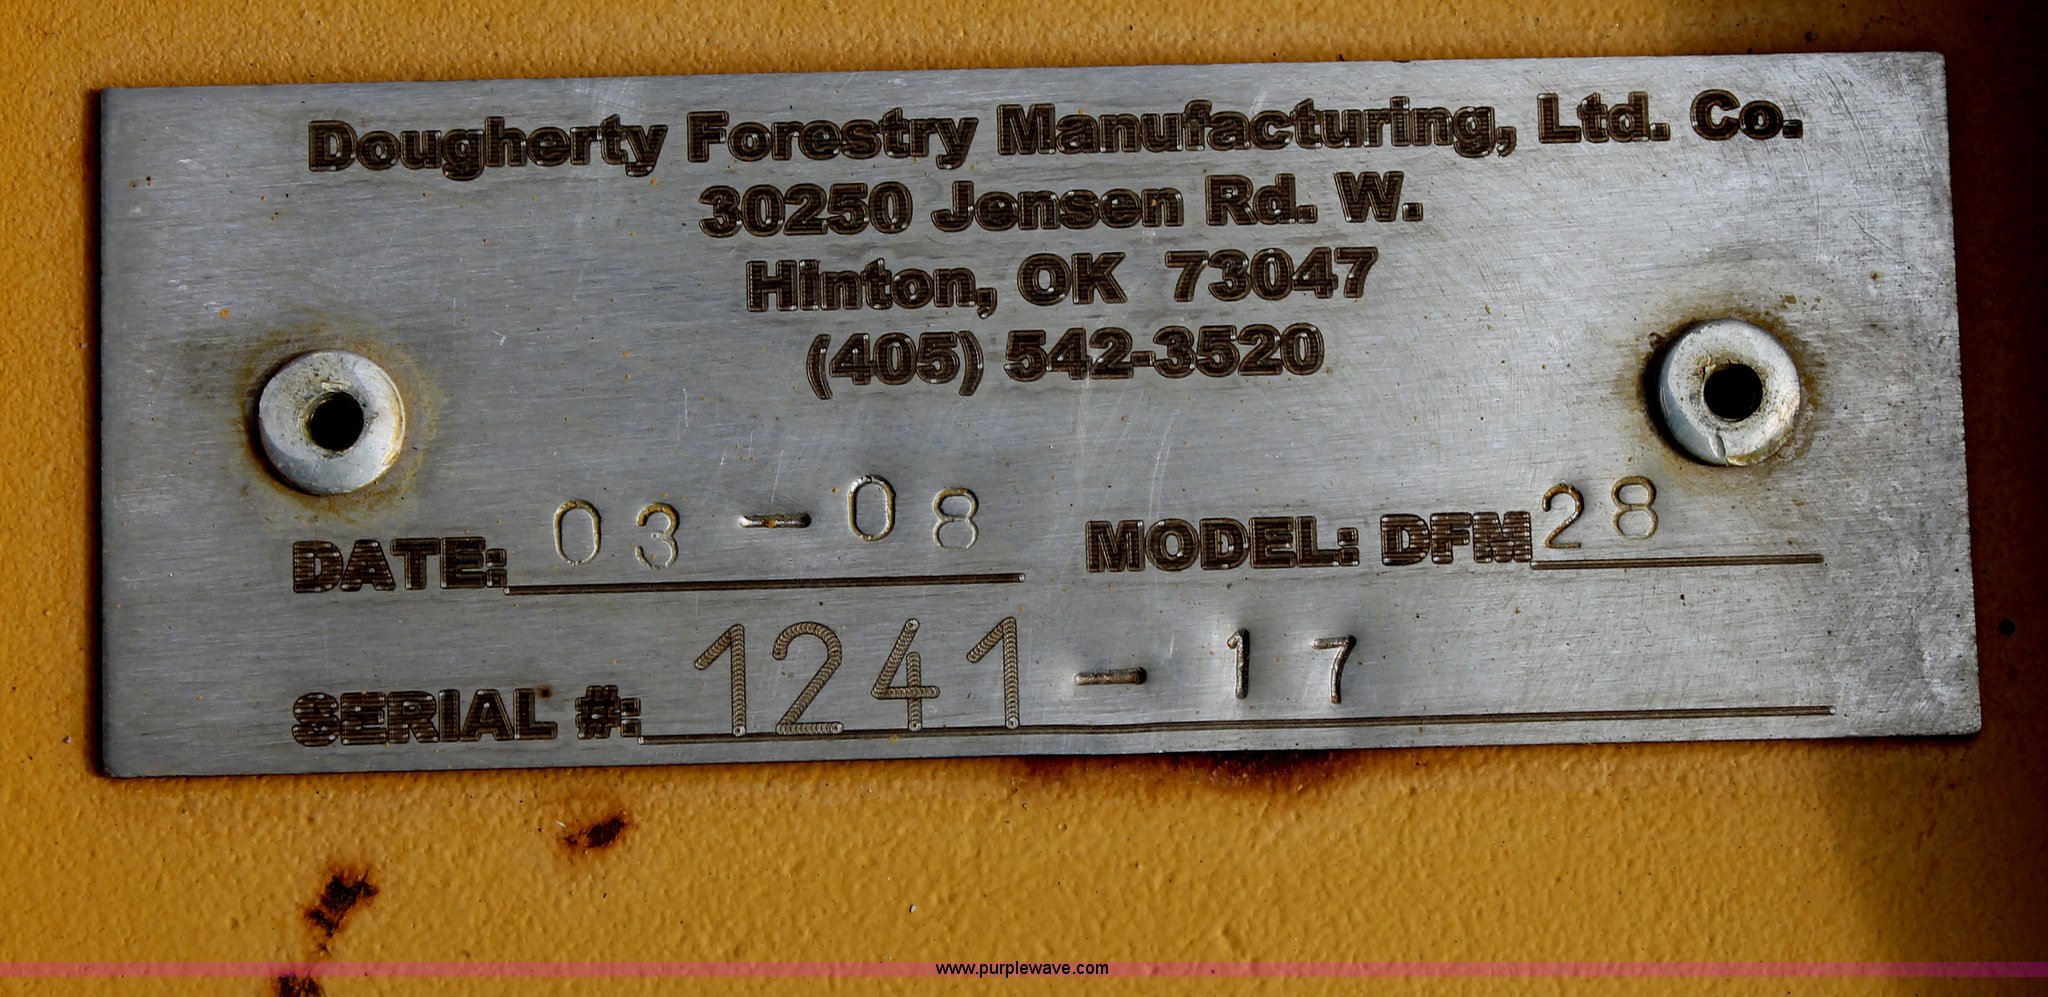 Dougherty Forestry Manufacturing, Ltd. Co.
30250 Jensen Rd. W.
Hinton, OK 73047
(405) 542-3520
DATE: 03-08 MODEL: DFM28
SERIAL #: 1241-17
www.purplewave.com